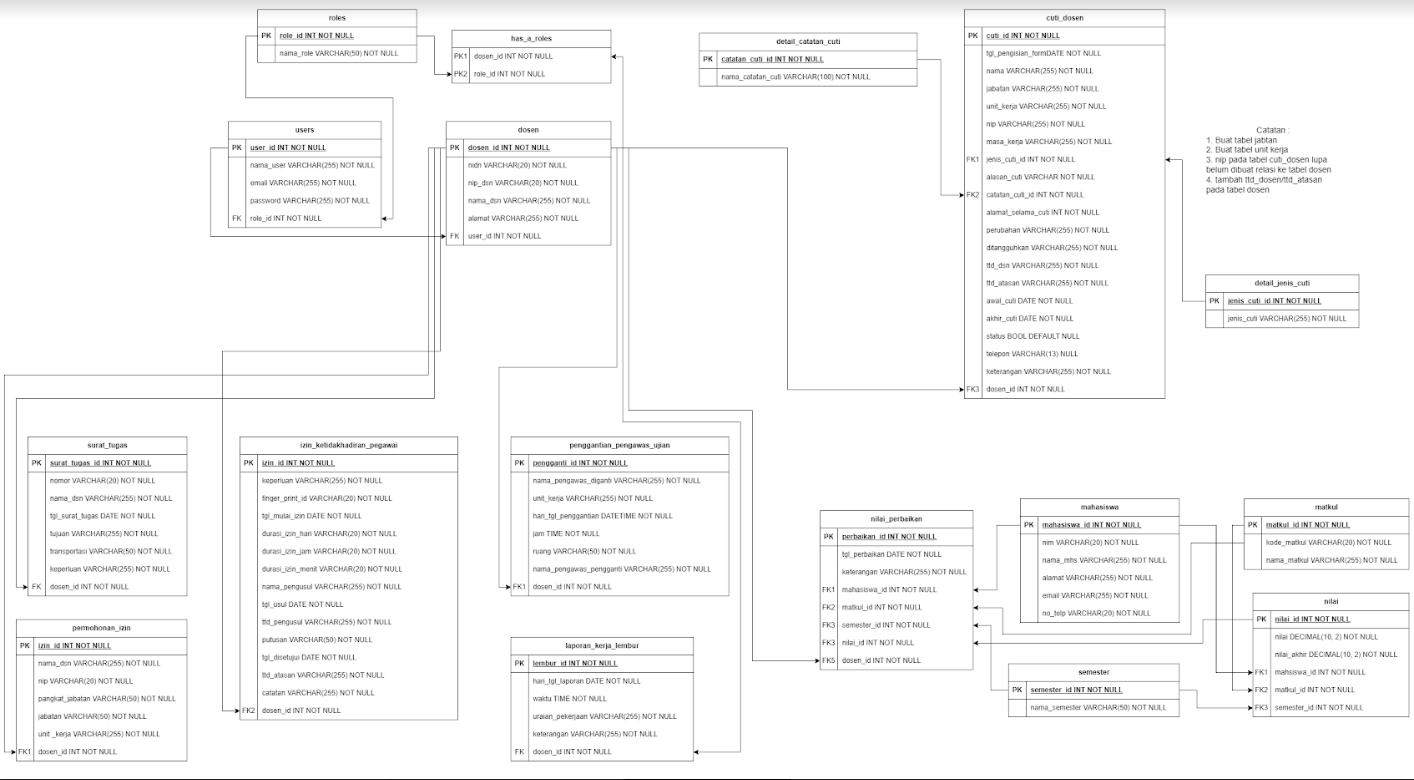 roles
PK role_id INT NOT NULL
nama_role VARCHAR(50) NOT NULL
has_a_roles
PK1 dosen_id INT NOT NULL
PK2 role_id INT NOT NULL
detail_catatan_cuti
PK catatan_cuti_id INT NOT NULL
nama_catatan_cuti VARCHAR(100) NOT NULL
cuti_dosen
PK cuti_id INT NOT NULL
tgl_pengisian_formDATE NOT NULL
nama VARCHAR(255) NOT NULL
jabatan VARCHAR(255) NOT NULL
unit_kerja VARCHAR(255) NOT NULL
nip VARCHAR(255) NOT NULL
masa_kerja VARCHAR(255) NOT NULL
FK1 jenis_cuti_id INT NOT NULL
alasan_cuti VARCHAR NOT NULL
FK2 catatan_cuti_id INT NOT NULL
alamat_selama_cuti INT NOT NULL
perubahan VARCHAR(255) NOT NULL
ditangguhkan VARCHAR(255) NOT NULL
ttd_dsn VARCHAR(255) NOT NULL
ttd_atasan VARCHAR(255) NOT NULL
awal_cuti DATE NOT NULL
akhir_cuti DATE NOT NULL
status BOOL DEFAULT NULL
telepon VARCHAR(13) NULL
keterangan VARCHAR(255) NOT NULL
FK3 dosen_id INT NOT NULL
Catatan :
1. Buat tabel jabtan
2. Buat tabel unit kerja
3. nip pada tabel cuti_dosen lupa
belum dibuat relasi ke tabel dosen
4. tambah ttd_dosen/ttd_atasan
pada tabel dosen
users
PK user_id INT NOT NULL
nama_user VARCHAR(255) NOT NULL
email VARCHAR(255) NOT NULL
password VARCHAR(255) NOT NULL
FK role_id INT NOT NULL
dosen
PK dosen_id INT NOT NULL
nidn VARCHAR(20) NOT NULL
nip_dsn VARCHAR(20) NOT NULL
nama_dsn VARCHAR(255) NOT NULL
alamat VARCHAR(255) NOT NULL
FK user_id INT NOT NULL
detail_jenis_cuti
PK jenis_cuti_id INT NOT NULL
jenis_cuti VARCHAR(255) NOT NULL
surat_tugas
PK surat_tugas_id INT NOT NULL
nomor VARCHAR(20) NOT NULL
nama_dsn VARCHAR(255) NOT NULL
tgl_surat_tugas DATE NOT NULL
tujuan VARCHAR(255) NOT NULL
transportasi VARCHAR(50) NOT NULL
keperluan VARCHAR(255) NOT NULL
FK dosen_id INT NOT NULL
izin_ketidakhadiran_pegawai
PK izin_id INT NOT NULL
keperluan VARCHAR(255) NOT NULL
finger_print_id VARCHAR(20) NOT NULL
tgl_mulai_izin DATE NOT NULL
durasi_izin_hari VARCHAR(20) NOT NULL
durasi_izin_jam VARCHAR(20) NOT NULL
durasi_izin_menit VARCHAR(20) NOT NULL
nama_pengusul VARCHAR(255) NOT NULL
tgl_usul DATE NOT NULL
ttd_pengusul VARCHAR(255) NOT NULL
putusan VARCHAR(50) NOT NULL
tgl_disetujui DATE NOT NULL
ttd_atasan VARCHAR(255) NOT NULL
catatan VARCHAR(255) NOT NULL
FK2 dosen_id INT NOT NULL
penggantian_pengawas_ujian
PK pengganti_id INT NOT NULL
nama_pengawas_diganti VARCHAR(255) NOT NULL
unit_kerja VARCHAR(255) NOT NULL
hari_tgl_penggantian DATETIME NOT NULL
jam TIME NOT NULL
ruang VARCHAR(50) NOT NULL
nama_pengawas_pengganti VARCHAR(255) NOT NULL
FK1 dosen_id INT NOT NULL
nilai_perbaikan
PK perbaikan_id INT NOT NULL
tgl_perbaikan DATE NOT NULL
keterangan VARCHAR(255) NOT NULL
FK1 mahasiswa_id INT NOT NULL
FK2 matkul_id INT NOT NULL
FK3 semester_id INT NOT NULL
FK3 nilai_id INT NOT NULL
FK5 dosen_id INT NOT NULL
mahasiswa
PK mahasiswa_id INT NOT NULL
nim VARCHAR(20) NOT NULL
nama_mhs VARCHAR(255) NOT NULL
alamat VARCHAR(255) NOT NULL
email VARCHAR(255) NOT NULL
no_telp VARCHAR(20) NOT NULL
matkul
PK matkul_id INT NOT NULL
kode_matkul VARCHAR(20) NOT NULL
nama_matkul VARCHAR(255) NOT NULL
nilai
PK nilai_id INT NOT NULL
nilai DECIMAL(10, 2) NOT NULL
nilai_akhir DECIMAL(10, 2) NOT NULL
FK1 mahsiswa_id INT NOT NULL
FK2 matkul_id INT NOT NULL
FK3 semester_id INT NOT NULL
permohonan_izin
PK izin_id INT NOT NULL
nama_dsn VARCHAR(255) NOT NULL
nip VARCHAR(20) NOT NULL
pangkat_jabatan VARCHAR(50) NOT NULL
jabatan VARCHAR(50) NOT NULL
unit _kerja VARCHAR(255) NOT NULL
FK1 dosen_id INT NOT NULL
laporan_kerja_lembur
PK lembur_id INT NOT NULL
hari_tgl_laporan DATE NOT NULL
waktu TIME NOT NULL
uraian_pekerjaan VARCHAR(255) NOT NULL
keterangan VARCHAR(255) NOT NULL
FK dosen_id INT NOT NULL
semester
PK semester_id INT NOT NULL
nama_semester VARCHAR(50) NOT NULL